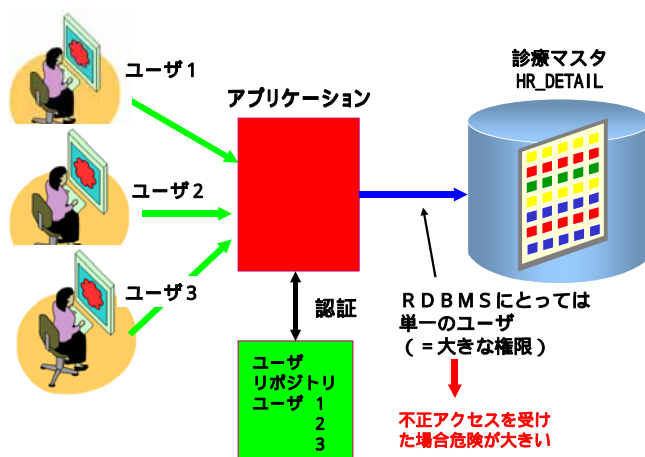 ユーザ1
診療マスタ
HR_DETAIL
アプリケーション
ユーザ2
ユーザ3
認証
RDBMSにとっては
単一のユーザ
(=大きな権限)
ユーザ
リポジトリ
ユーザ 1
2
3
不正アクセスを受け
た場合危険が大きい